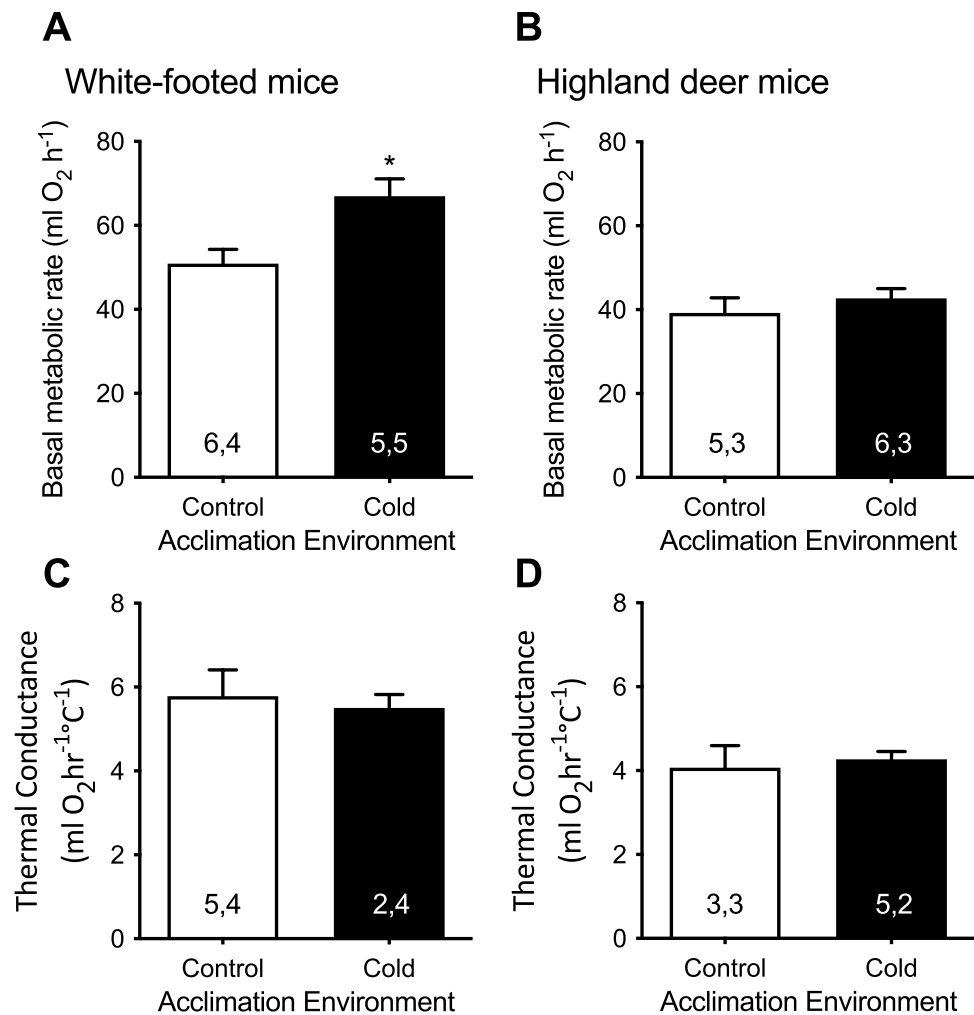 A
White-footed mice
Basal metabolic rate (ml O2 h-1)
80
60
40
20
0
*
6,4
5,5
Control
Cold
Acclimation Environment
B
Highland deer mice
Basal metabolic rate (ml O2 h-1)
80
60
40
20
0
5,3
6,3
Control
Cold
Acclimation Environment
C
Thermal Conductance
(ml O2hr-1°C-1)
8
6
4
2
0
5,4
2,4
Control
Cold
Acclimation Environment
D
Thermal Conductance
(ml O2hr-1°C-1)
8
6
4
2
0
3,3
5,2
Control
Cold
Acclimation Environment